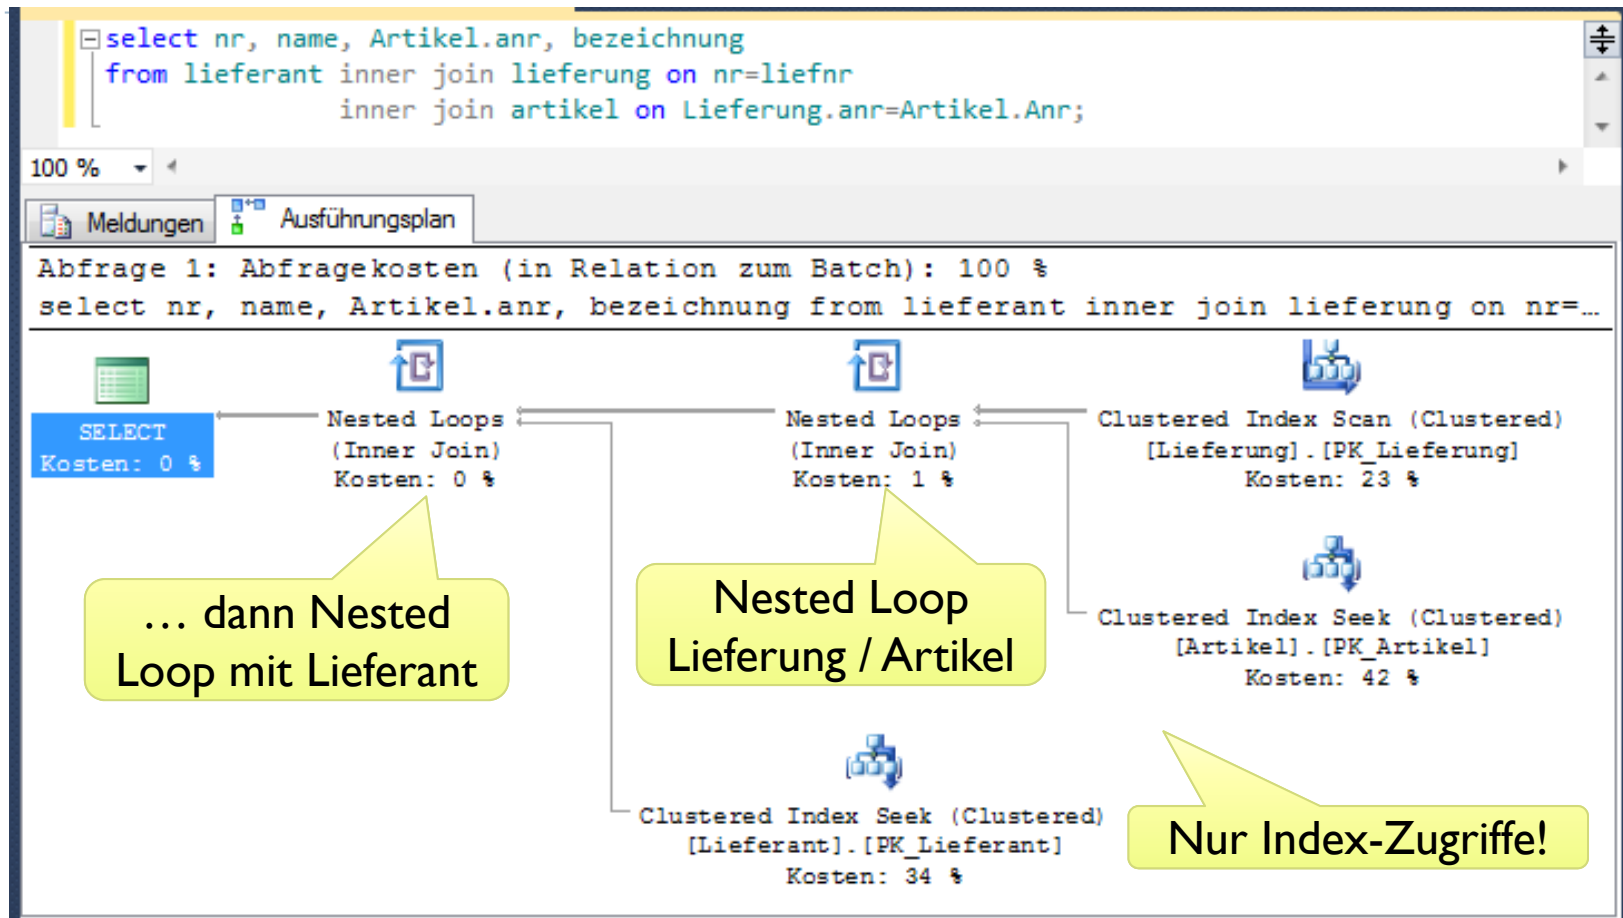 select nr, name, Artikel.anr, bezeichnung
from lieferant inner join lieferung on nr=liefnr
inner join artikel on Lieferung.anr=Artikel.Anr;
100 %
Meldungen
Ausführungsplan
Abfrage 1: Abfragekosten (in Relation zum Batch): 100 %
select nr, name, Artikel.anr, bezeichnung from lieferant inner join lieferung on nr=…
SELECT
Kosten: 0 %
Nested Loops
(Inner Join)
Kosten: 0 %
Nested Loops
(Inner Join)
Kosten: 1 %
Clustered Index Scan (Clustered)
[Lieferung].[PK_Lieferung]
Kosten: 23 %
… dann Nested
Loop mit Lieferant
Nested Loop
Lieferung / Artikel
Clustered Index Seek (Clustered)
[Artikel].[PK_Artikel]
Kosten: 42 %
Clustered Index Seek (Clustered)
[Lieferant].[PK_Lieferant]
Kosten: 34 %
Nur Index-Zugriffe!